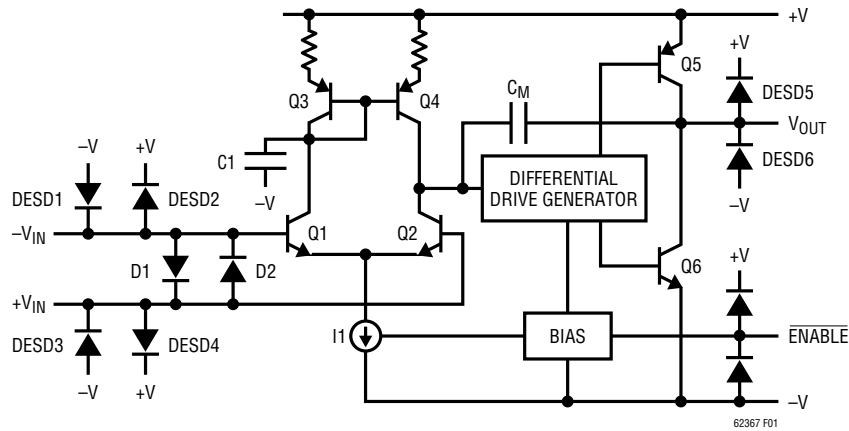 +V
Q3
Q4
Q5
+V
DESD5
CM
VOUT
DESD6
–V
C1
–V
DIFFERENTIAL
DRIVE GENERATOR
–V
+V
DESD1
DESD2
–VIN
Q1
Q2
D1
D2
Q6
+V
+VIN
DESD3
DESD4
–V
+V
I1
BIAS
ENABLE
–V
62367 F01